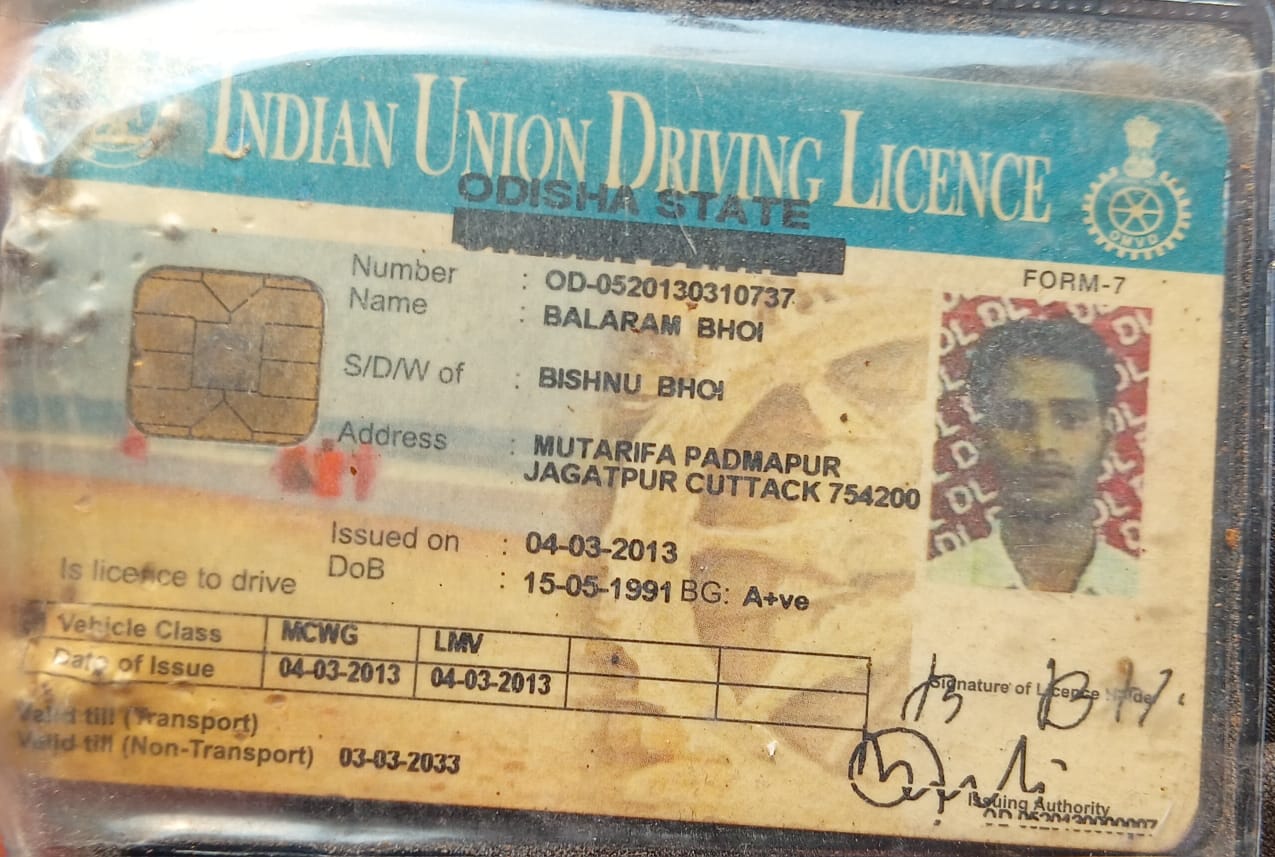 INDIAN UNION DRIVING LICENCE
ODISHA STATE
OMVD
FORM-7
Number : OD-0520130310737
Name : BALARAM BHOI
S/D/W of : BISHNU BHOI
Address : MUTARIFA PADMAPUR
JAGATPUR CUTTACK 754200
Issued on : 04-03-2013
DoB : 15-05-1991 BG: A+ve
Is licence to drive
Vehicle Class MCWG LMV
Date of Issue 04-03-2013 04-03-2013
Valid till (Transport)
Valid till (Non-Transport) 03-03-2033
Signature of Licence Holder
Issuing Authority